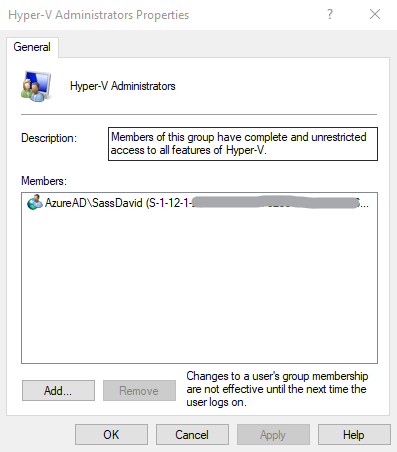 Hyper-V Administrators Properties
General
Hyper-V Administrators
Description:
Members of this group have complete and unrestricted
access to all features of Hyper-V.
Members:
AzureAD\SassDavid (S-1-12-1-
Add...
Remove
Changes to a user's group membership
are not effective until the next time the
user logs on.
OK
Cancel
Apply
Help